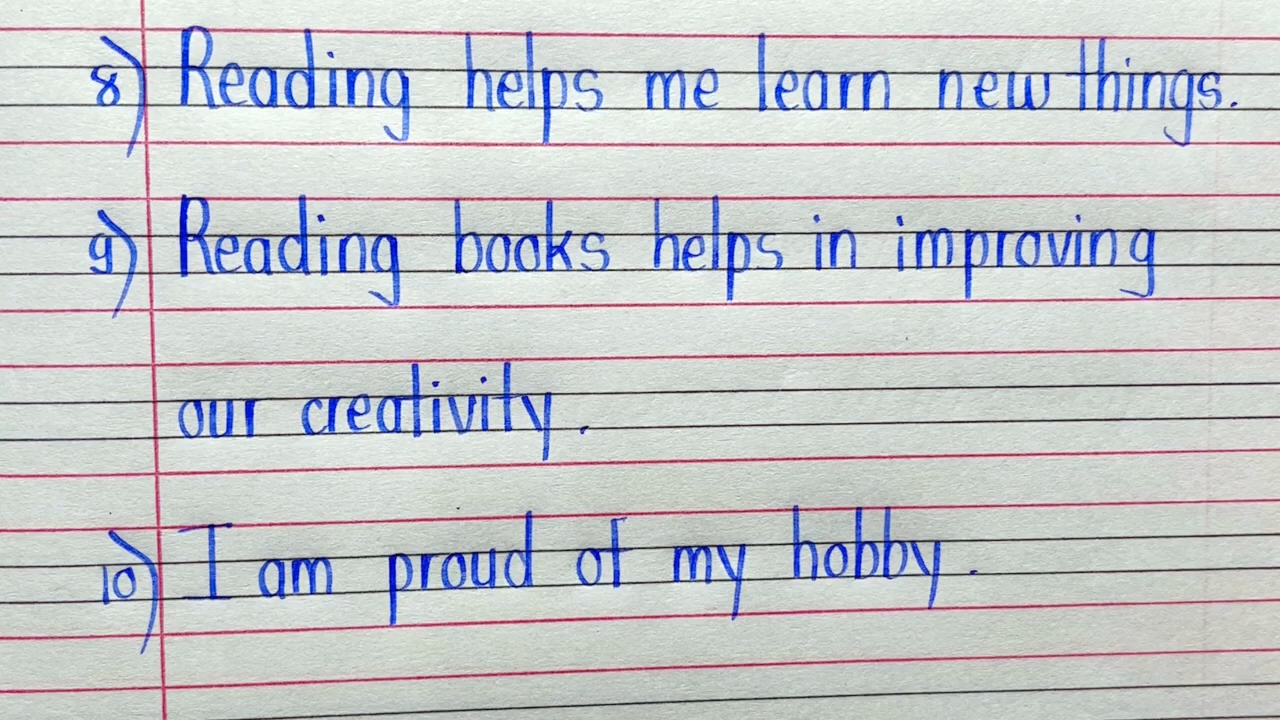 8) Reading helps me learn new things.
9) Reading books helps in improving
our creativity.
10) I am proud of my hobby.